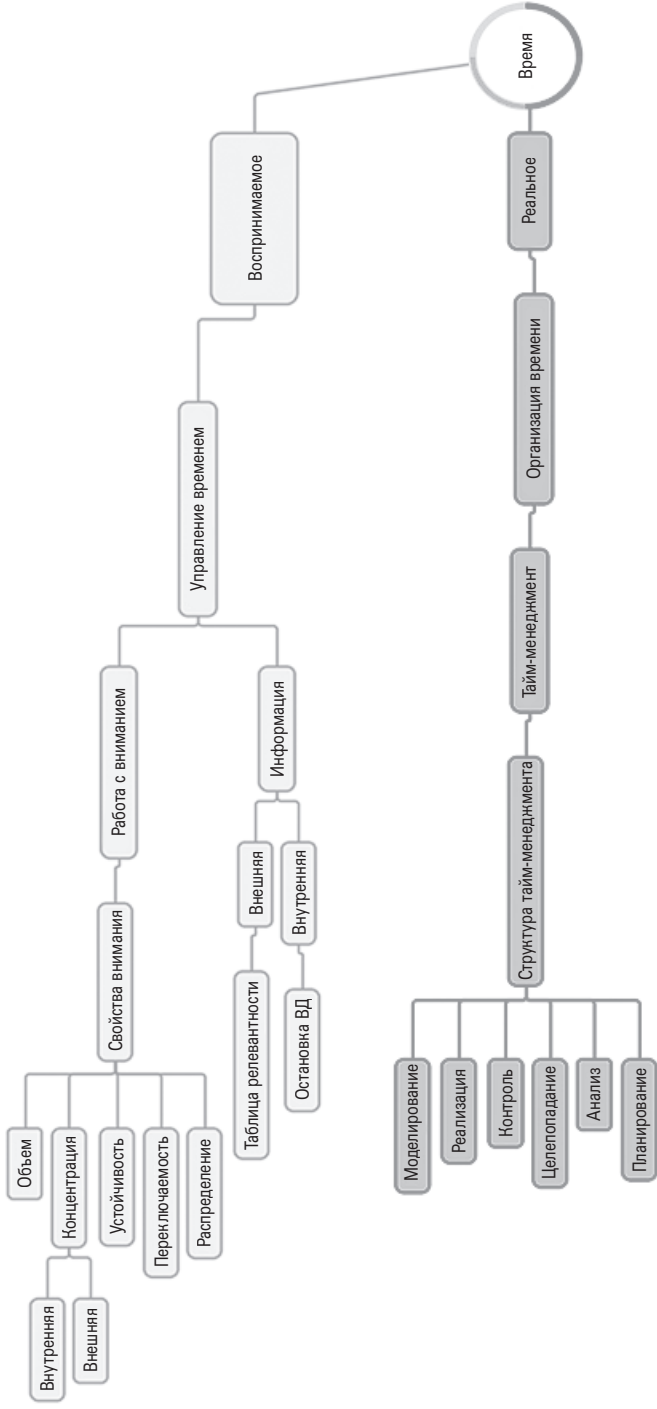 Время
Воспринимаемое
Управление временем
Работа с вниманием
Свойства внимания
Объем
Концентрация
Внутренняя
Внешняя
Устойчивость
Переключаемость
Распределение
Информация
Внешняя
Таблица релевантности
Внутренняя
Остановка ВД
Реальное
Организация времени
Тайм-менеджмент
Структура тайм-менеджмента
Моделирование
Реализация
Контроль
Целепопадание
Анализ
Планирование